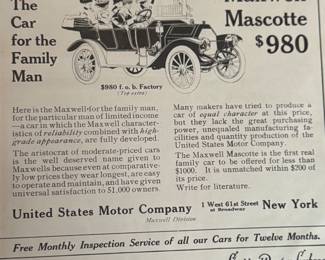 The
Car
for the
Family
Man
Maxwell
Mascotte
$980
$980 f. o. b. Factory
(Top extra)
Here is the Maxwell for the family man,
for the particular man of limited income
—a car in which the Maxwell character-
istics of reliability combined with high-
grade appearance, are fully developed.
The aristocrat of moderate-priced cars
is the well deserved name given to
Maxwells because even at comparative-
ly low prices they wear longest, are easy
to operate and maintain, and have given
universal satisfaction to 51,000 owners.
Many makers have tried to produce a
car of equal character at this price,
but they lack the great purchasing
power, unequaled manufacturing fa-
cilities and quantity production of the
United States Motor Company.
The Maxwell Mascotte is the first real
family car to be offered for less than
$1000. It is unmatched within $200 of
its price.
Write for literature.
United States Motor Company
Maxwell Division
1 West 61st Street
at Broadway
New York
Free Monthly Inspection Service of all our Cars for Twelve Months.